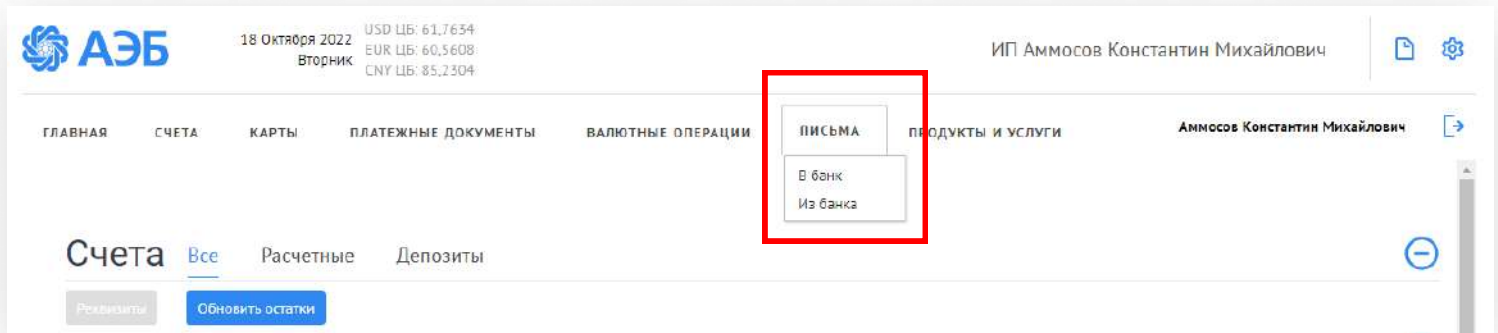 АЭБ
18 Октября 2022
Вторник
USD ЦБ: 61,7634
EUR ЦБ: 60,5608
CNY ЦБ: 85,2304
ИП Аммосов Константин Михайлович
ГЛАВНАЯ СЧЕТА КАРТЫ ПЛАТЕЖНЫЕ ДОКУМЕНТЫ ВАЛЮТНЫЕ ОПЕРАЦИИ ПИСЬМА ПРОДУКТЫ И УСЛУГИ Аммосов Константин Михайлович
В банк
Из банка
Счета Все Расчетные Депозиты
Реквизиты Обновить остатки